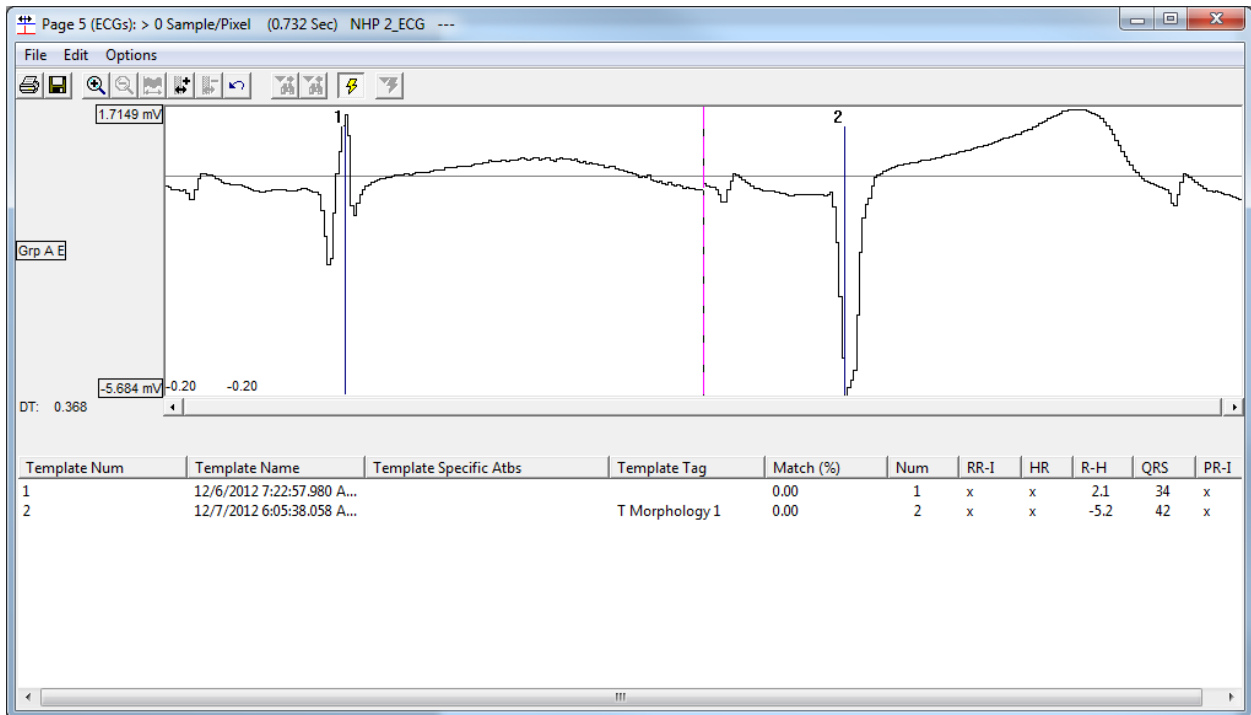 Page 5 (ECGs): > 0 Sample/Pixel (0.732 Sec) NHP 2_ECG ---
File Edit Options
1.7149 mV
1 2
Grp A E
-5.684 mV -0.20 -0.20
DT: 0.368
Template Num Template Name Template Specific Atbs Template Tag Match (%) Num RR-I HR R-H QRS PR-I
1 12/6/2012 7:22:57.980 A... 0.00 1 x x 2.1 34 x
2 12/7/2012 6:05:38.058 A... T Morphology 1 0.00 2 x x -5.2 42 x